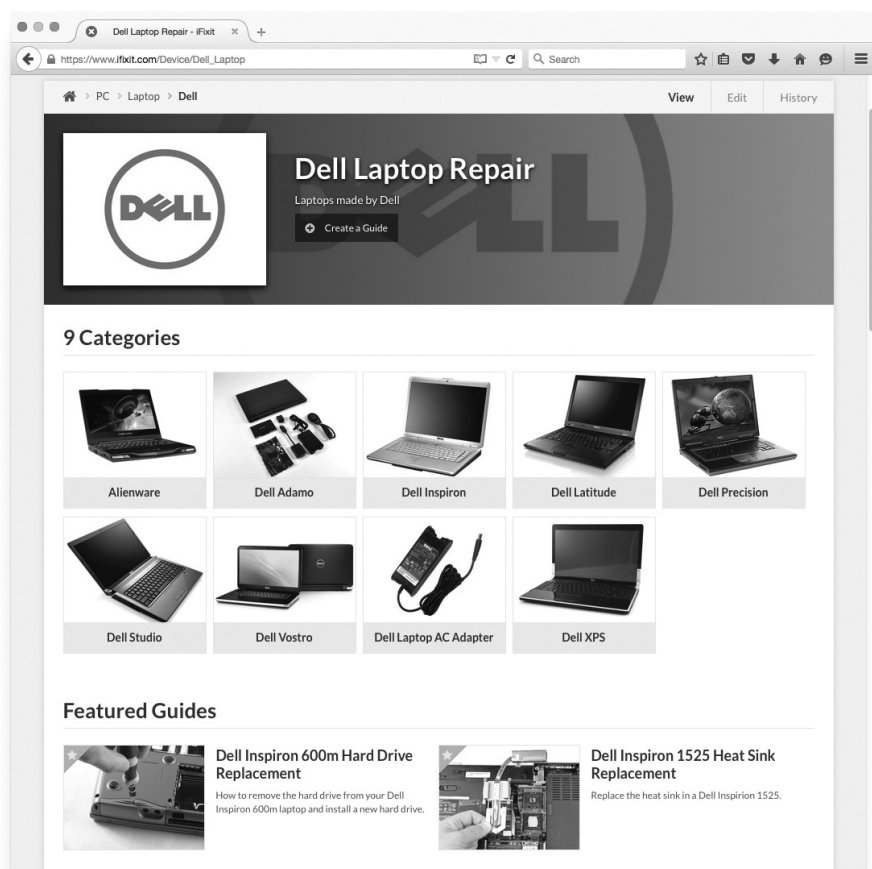 Dell Laptop Repair - iFixit
https://www.ifixit.com/Device/Dell_Laptop
Search
PC > Laptop > Dell
View
Edit
History
DELL
Dell Laptop Repair
Laptops made by Dell
Create a Guide
9 Categories
Alienware
Dell Adamo
Dell Inspiron
Dell Latitude
Dell Precision
Dell Studio
Dell Vostro
Dell Laptop AC Adapter
Dell XPS
Featured Guides
Dell Inspiron 600m Hard Drive
Replacement
How to remove the hard drive from your Dell
Inspiron 600m laptop and install a new hard drive.
Dell Inspiron 1525 Heat Sink
Replacement
Replace the heat sink in a Dell Inspirion 1525.